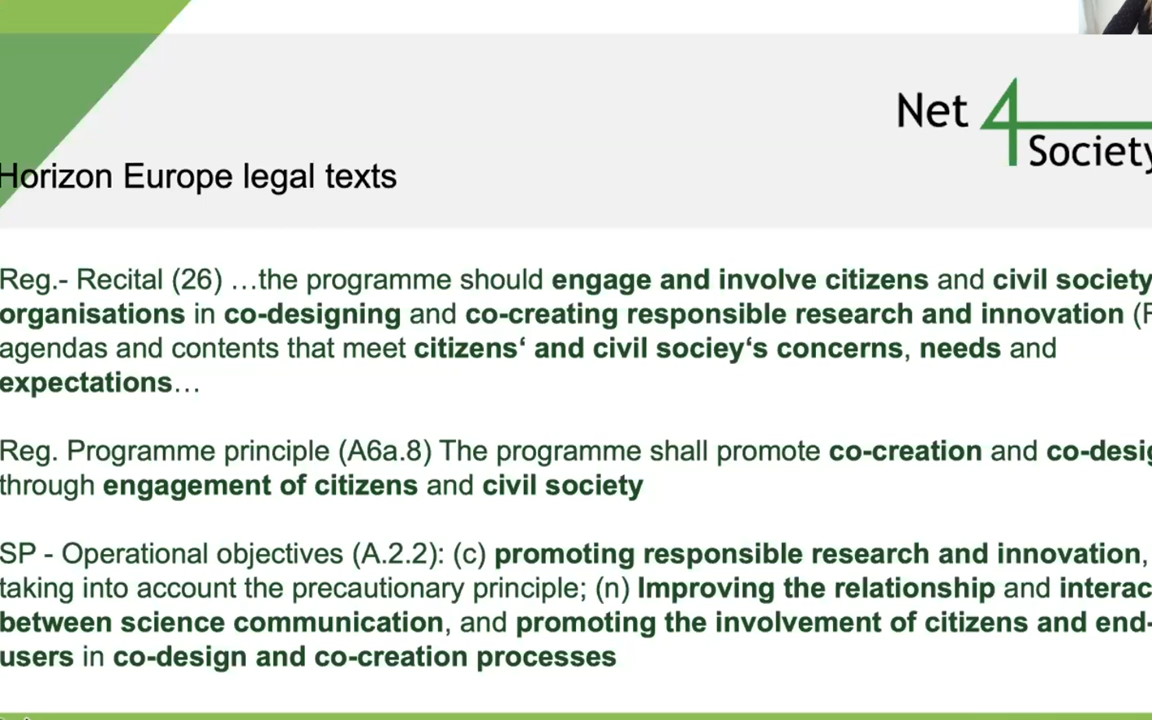 Net 4
Society
Horizon Europe legal texts
Reg.- Recital (26) …the programme should engage and involve citizens and civil society
organisations in co-designing and co-creating responsible research and innovation
agendas and contents that meet citizens‘ and civil sociey‘s concerns, needs and
expectations…
Reg. Programme principle (A6a.8) The programme shall promote co-creation and
through engagement of citizens and civil society
SP - Operational objectives (A.2.2): (c) promoting responsible research and innovation,
taking into account the precautionary principle; (n) Improving the relationship and
between science communication, and promoting the involvement of citizens and end-
users in co-design and co-creation processes